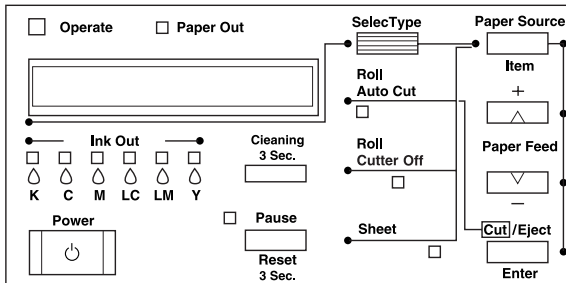 Operate
Paper Out
SelecType
Paper Source
Item
Roll
Auto Cut
+
Ink Out
Cleaning
3 Sec.
Roll
Cutter Off
Paper Feed
K C M LC LM Y
−
Power
Pause
Sheet
Cut/Eject
Reset
3 Sec.
Enter